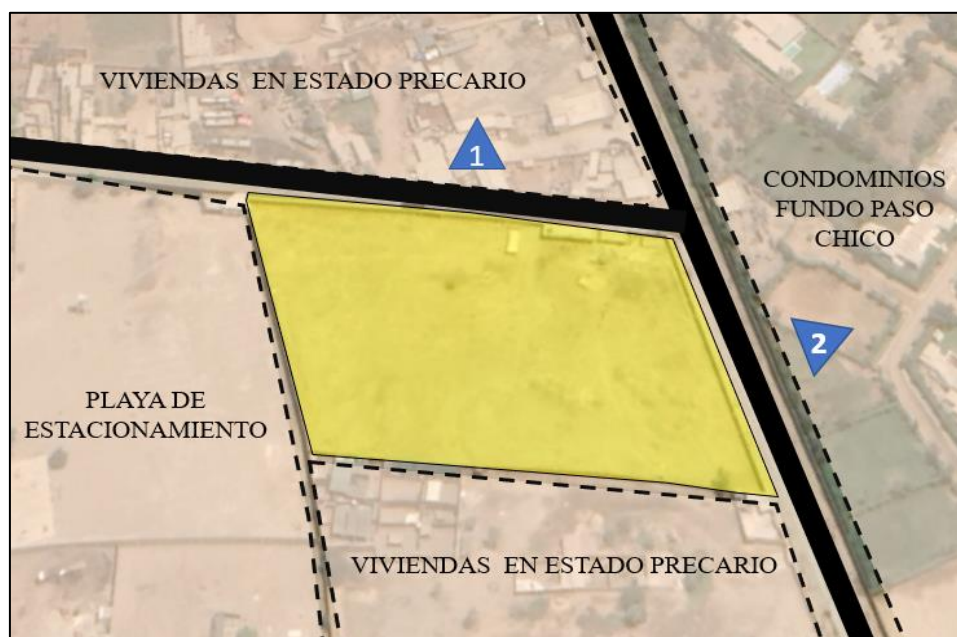 VIVIENDAS EN ESTADO PRECARIO
1
CONDOMINIOS
FUNDO PASO
CHICO
2
PLAYA DE
ESTACIONAMIENTO
VIVIENDAS EN ESTADO PRECARIO